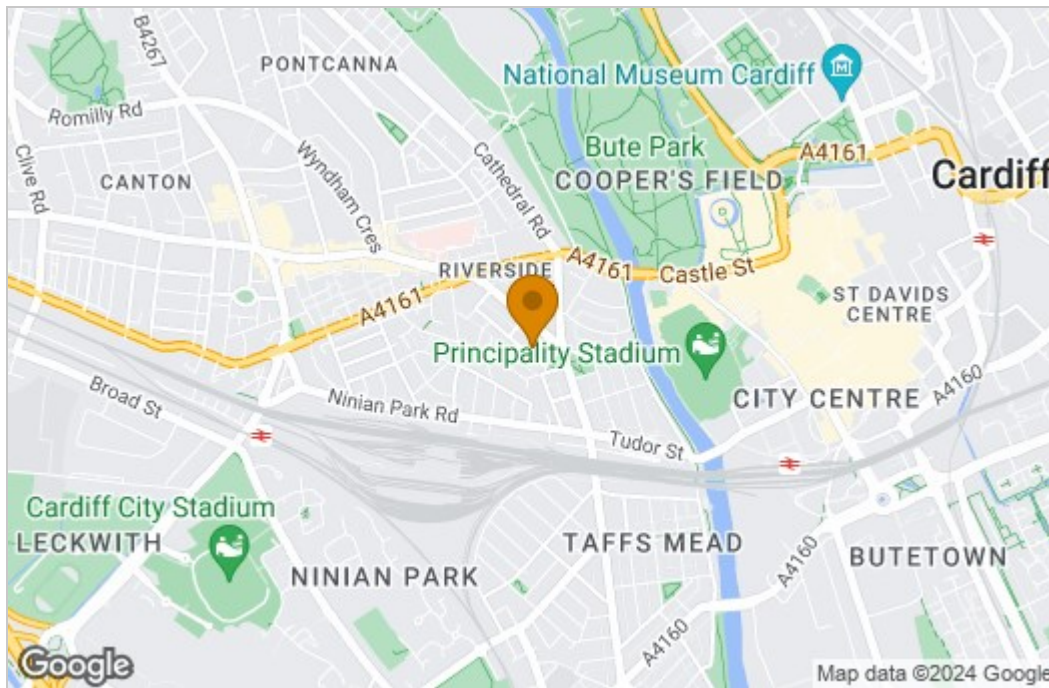 B4267
PONTCANNA
National Museum Cardiff
Romilly Rd
Cathedral Rd
Bute Park
A4161
Clive Rd
CANTON
Wyndham Cres
COOPER'S FIELD
Cardiff
RIVERSIDE
A4161
Castle St
A4161
ST DAVIDS
CENTRE
Principality Stadium
Broad St
Ninian Park Rd
CITY CENTRE
A4160
Tudor St
Cardiff City Stadium
LECKWITH
TAFFS MEAD
BUTETOWN
NINIAN PARK
A4160
A4160
Google
Map data ©2024 Google